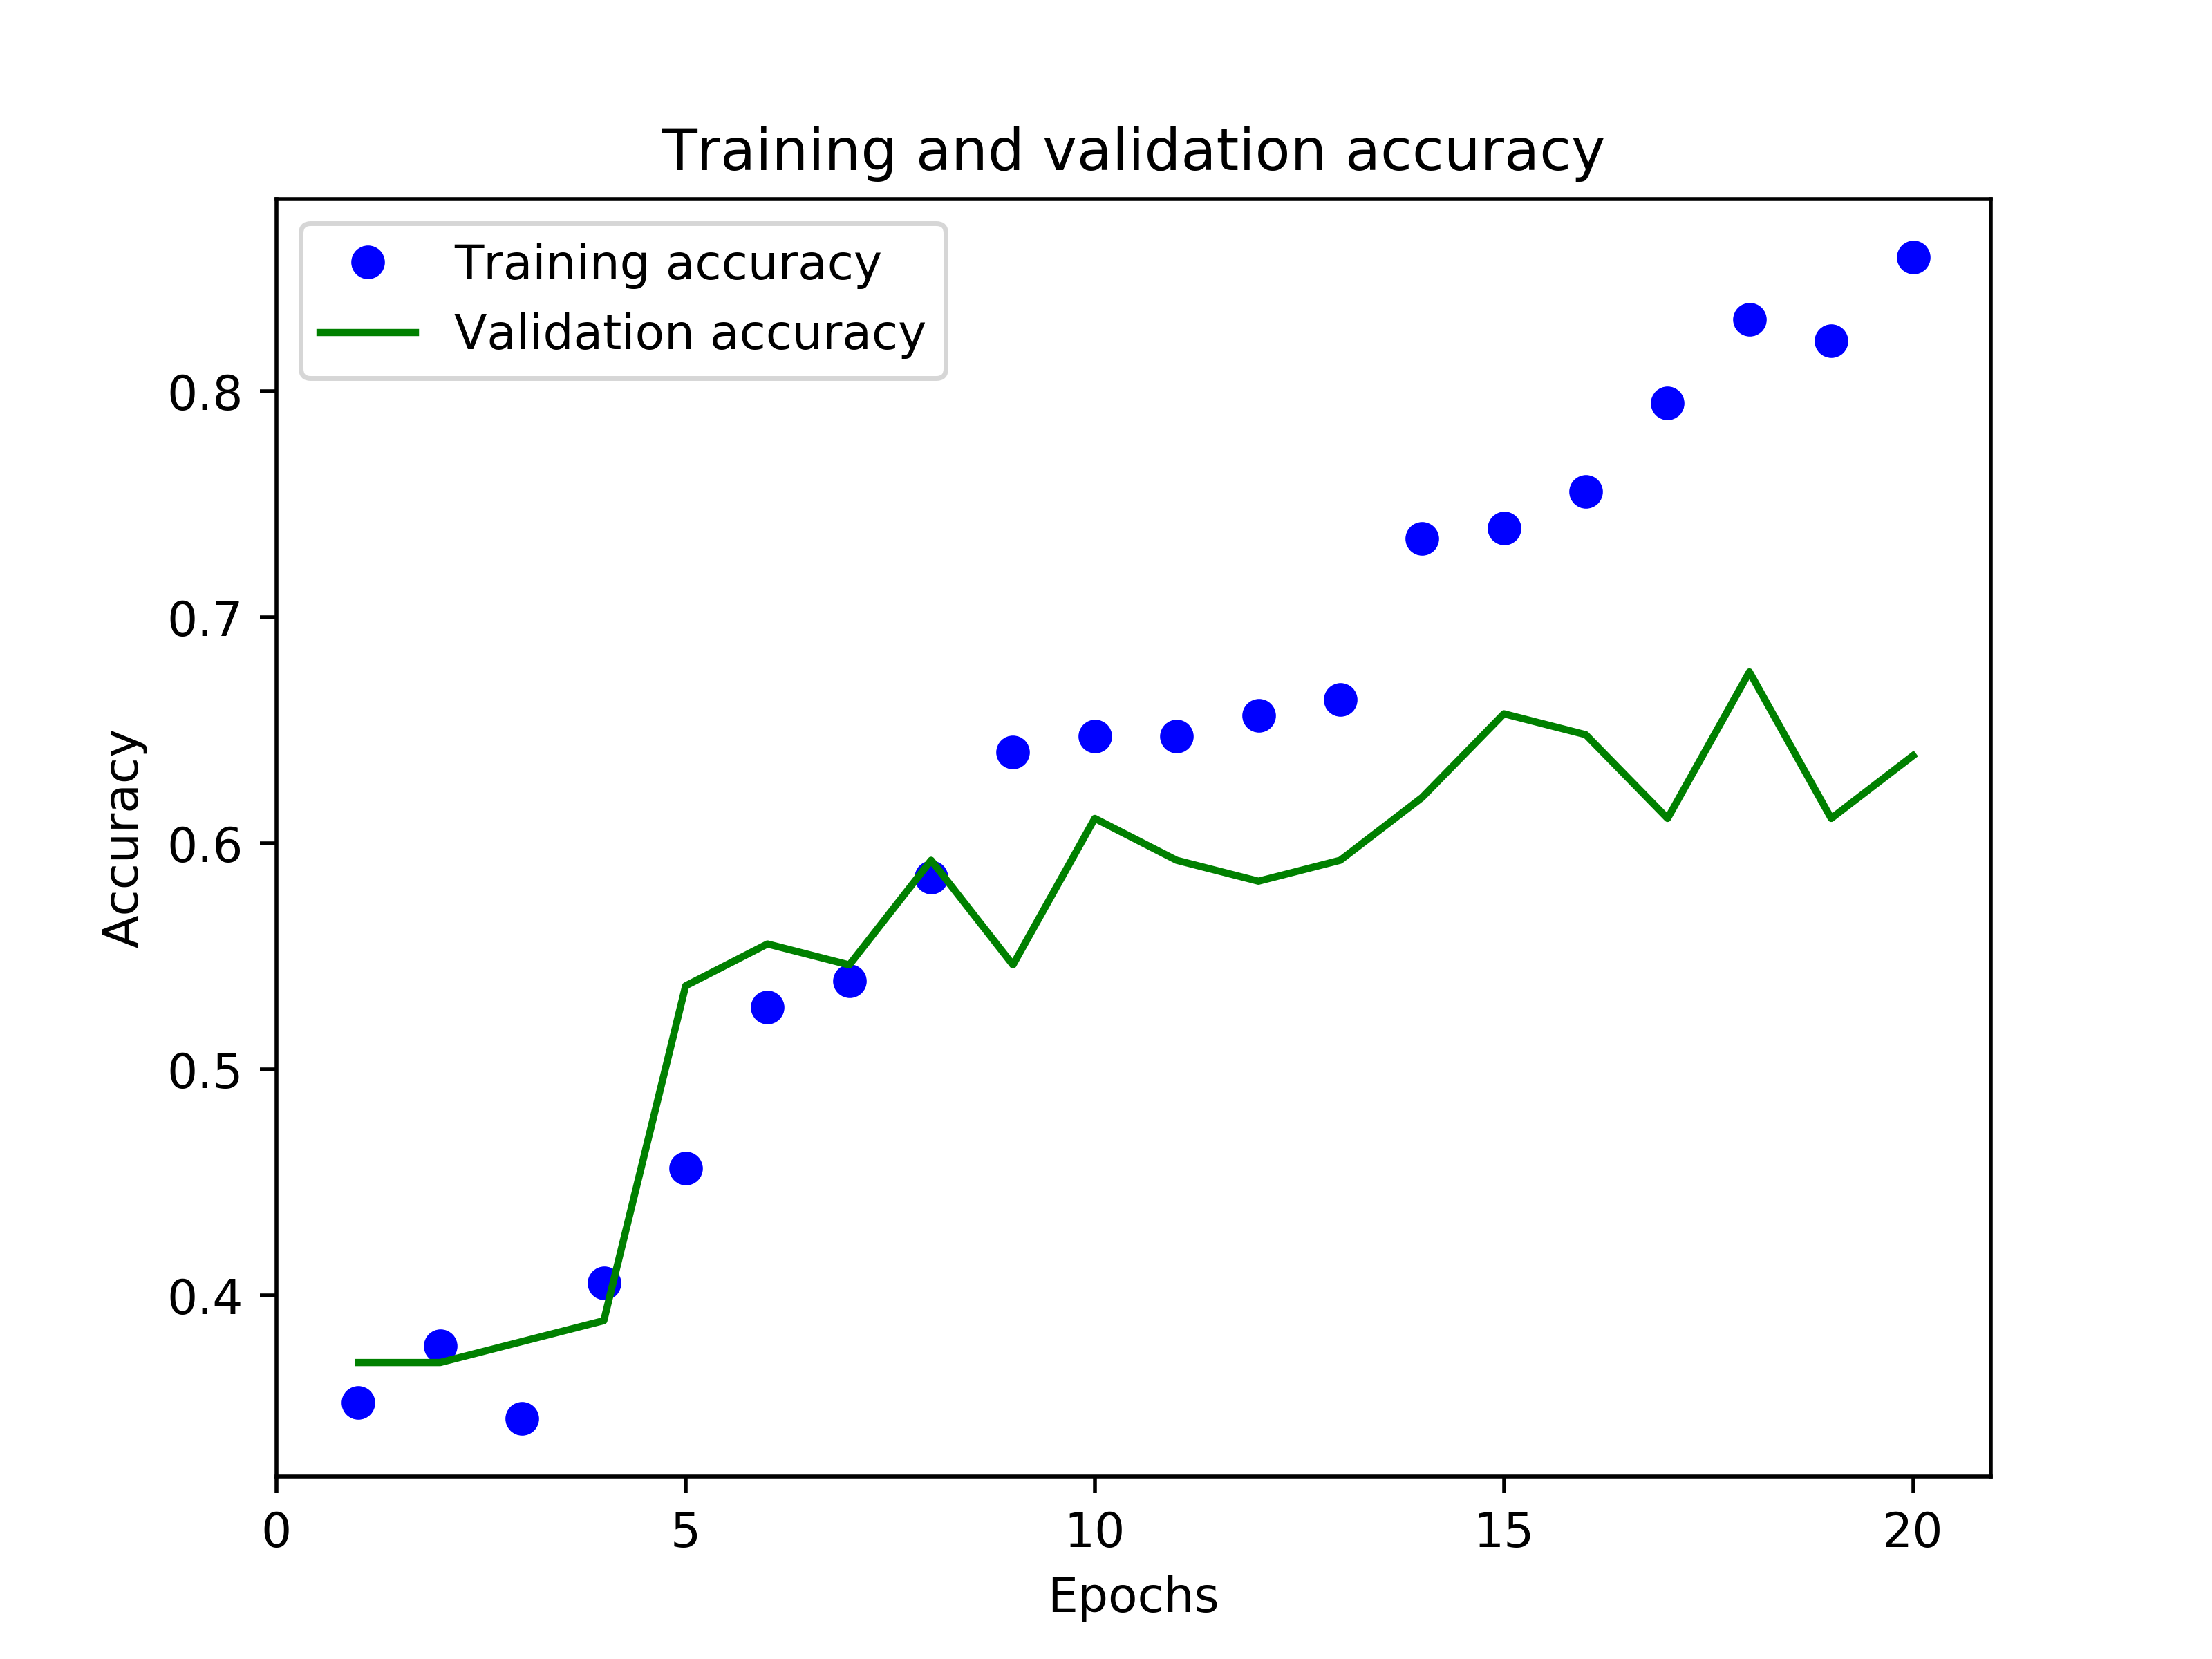 Training and validation accuracy
Training accuracy
Validation accuracy
0.8
0.7
0.6
0.5
0.4
Accuracy
0 5 10 15 20
Epochs